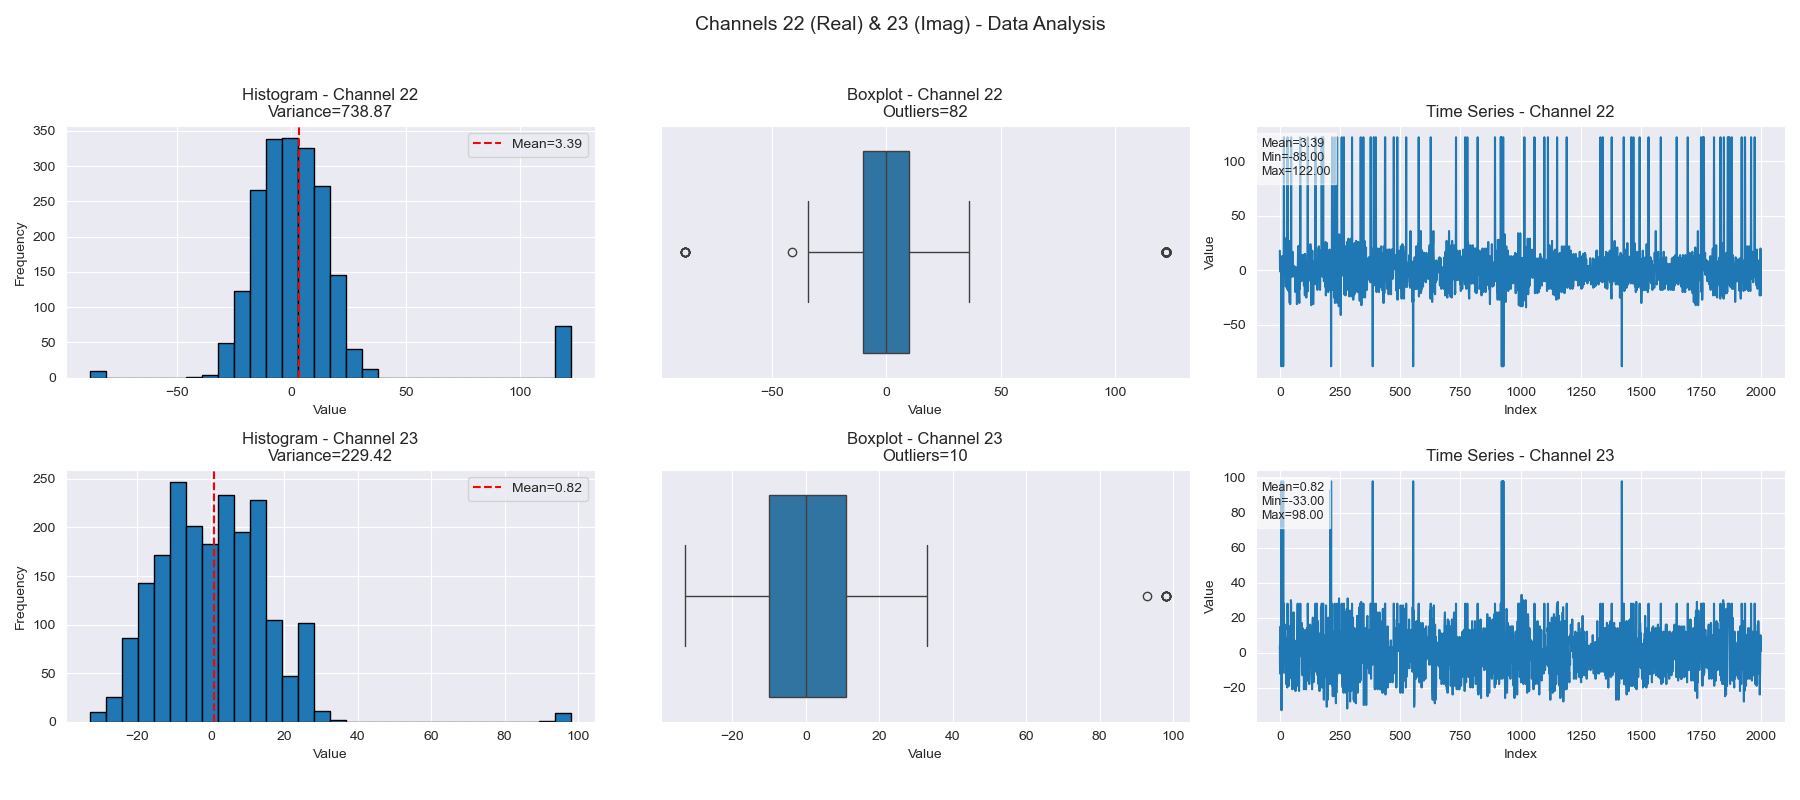 Channels 22 (Real) & 23 (Imag) - Data Analysis
Histogram - Channel 22
Variance=738.87
Frequency
350
300
250
200
150
100
50
0
Mean=3.39
−50
0
50
100
Value
Boxplot - Channel 22
Outliers=82
−50
0
50
100
Value
Time Series - Channel 22
Value
100
50
0
−50
Mean=3.39
Min=-88.00
Max=122.00
0
250
500
750
1000
1250
1500
1750
2000
Index
Histogram - Channel 23
Variance=229.42
Frequency
250
200
150
100
50
0
Mean=0.82
−20
0
20
40
60
80
100
Value
Boxplot - Channel 23
Outliers=10
−20
0
20
40
60
80
100
Value
Time Series - Channel 23
Value
100
80
60
40
20
0
−20
Mean=0.82
Min=-33.00
Max=98.00
0
250
500
750
1000
1250
1500
1750
2000
Index